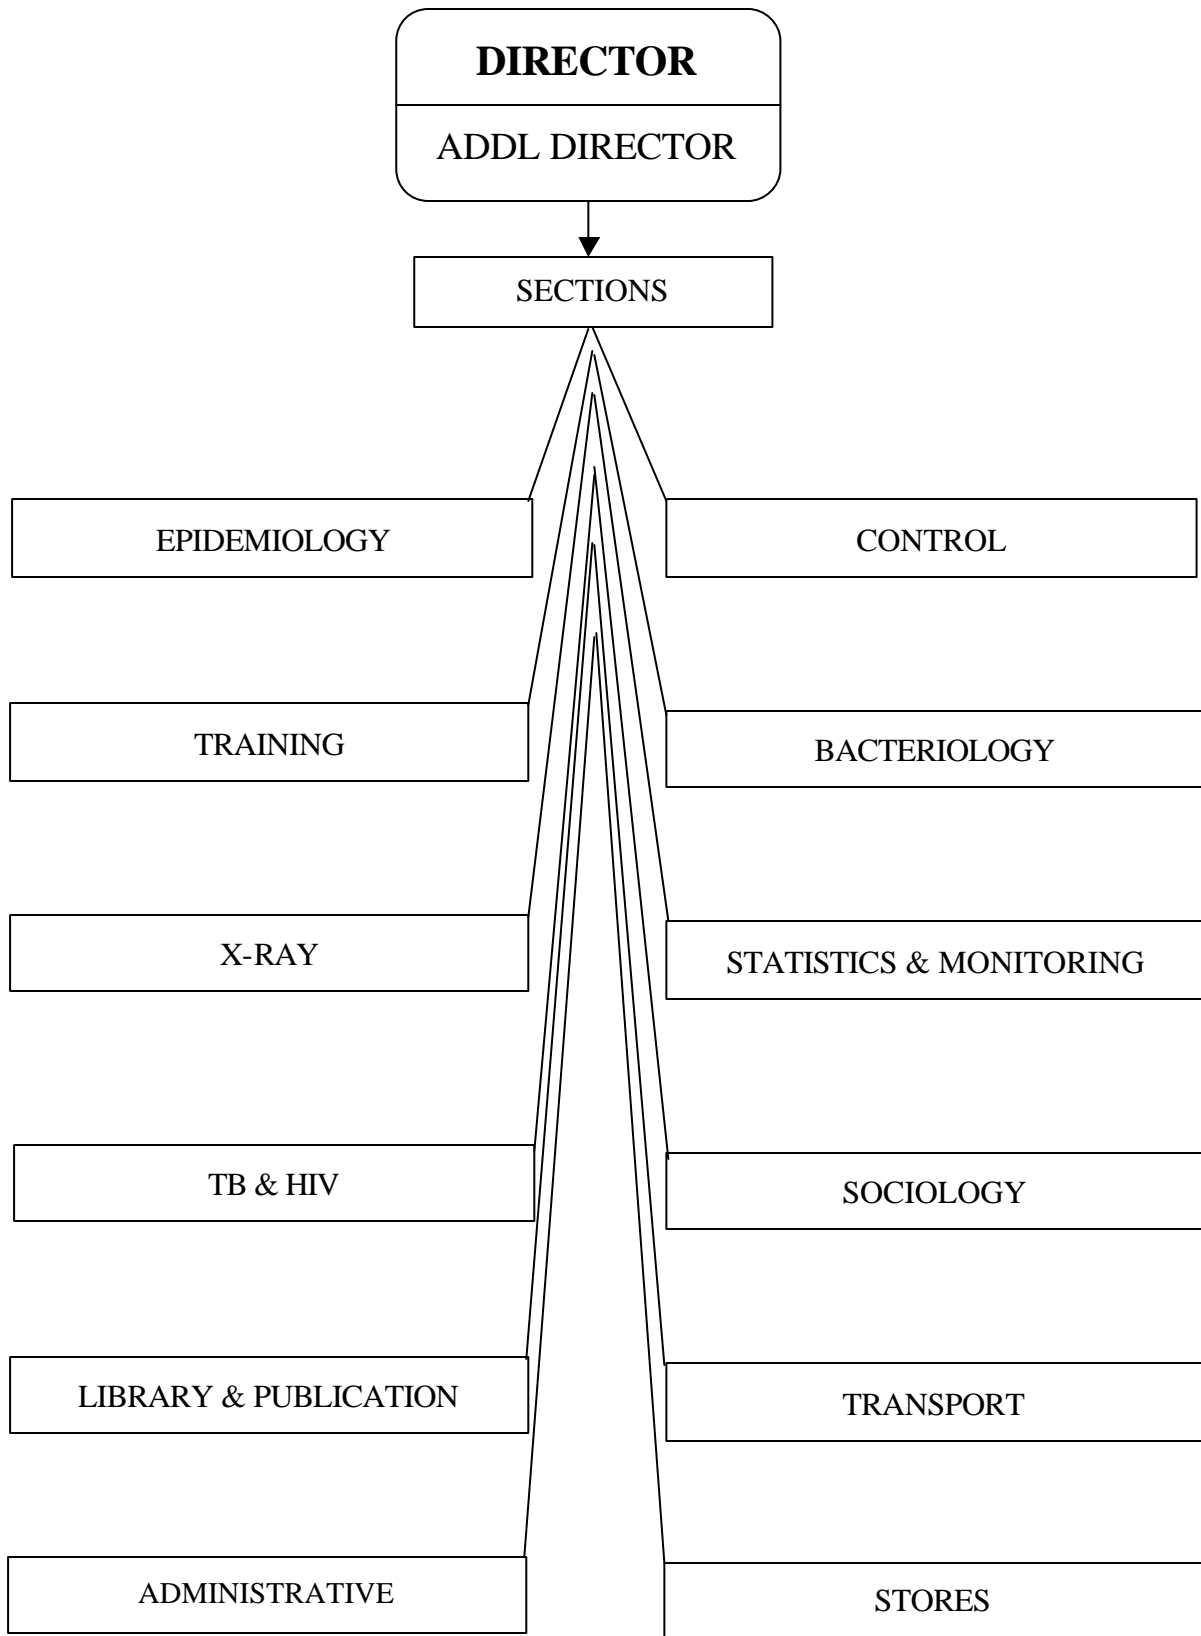 DIRECTOR
ADDL DIRECTOR
SECTIONS
EPIDEMIOLOGY
CONTROL
TRAINING
BACTERIOLOGY
X-RAY
STATISTICS & MONITORING
TB & HIV
SOCIOLOGY
LIBRARY & PUBLICATION
TRANSPORT
ADMINISTRATIVE
STORES